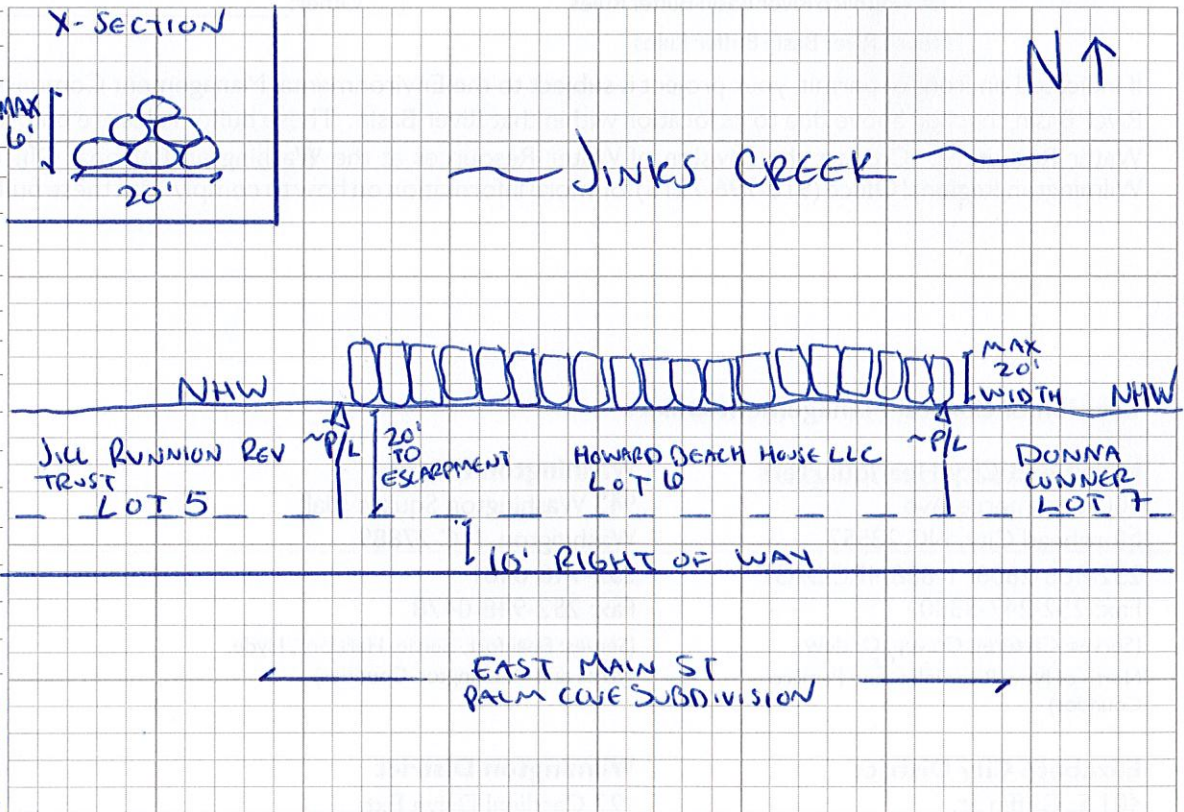 X-SECTION
MAX
6'
20'
N
JINKS CREEK
MAX
20'
WIDTH
NHW
NHW
~P/L
20'
TO
ESCARPMENT
~P/L
JILL RUNNION REV
TRUST
LOT 5
HOWARD BEACH HOUSE LLC
LOT 6
DONNA
CONNER
LOT 7
10' RIGHT OF WAY
EAST MAIN ST
PALM COVE SUBDIVISION